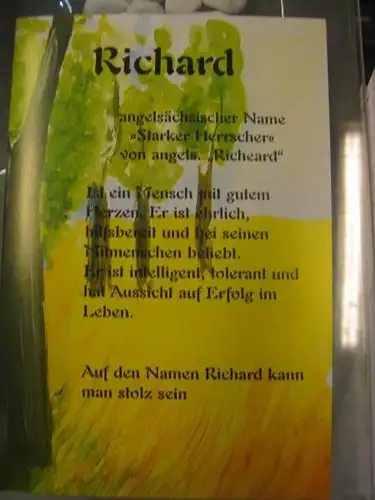 Richard
angelsächsischer Name
»Starker Herrscher«
von angels. „Richeard“
Ist ein Mensch mit gutem
Herzen. Er ist ehrlich,
hilfsbereit und bei seinen
Mitmenschen beliebt.
Er ist intelligent, tolerant und
hat Aussicht auf Erfolg im
Leben.
Auf den Namen Richard kann
man stolz sein